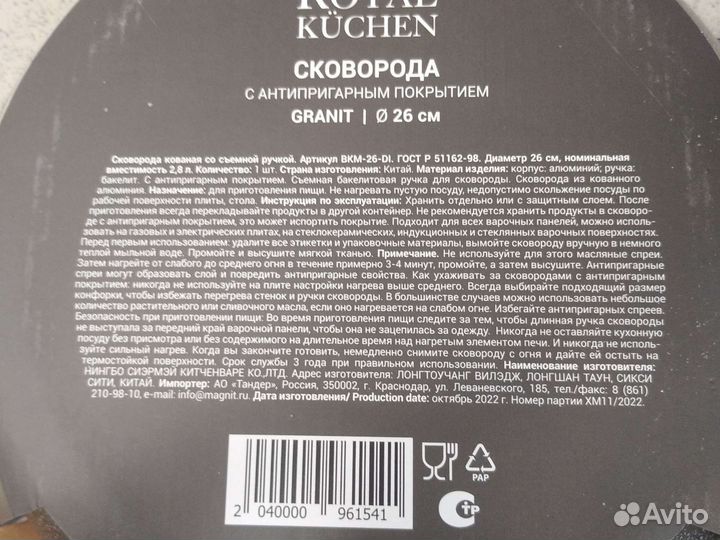 ROYAL
KÜCHEN
СКОВОРОДА
С АНТИПРИГАРНЫМ ПОКРЫТИЕМ
GRANIT | Ø 26 см
Сковорода кованая со съемной ручкой. Артикул BKM-26-DI. ГОСТ Р 51162-98. Диаметр 26 см, номинальная
вместимость 2,8 л. Количество: 1 шт. Страна изготовления: Китай. Материал изделия: корпус: алюминий; ручка:
бакелит. С антипригарным покрытием. Съемная бакелитовая ручка для сковороды. Сковорода из кованного
алюминия. Назначение: для приготовления пищи. Не нагревать пустую посуду, недопустимо скольжение посуды по
рабочей поверхности плиты, стола. Инструкция по эксплуатации: Хранить отдельно или с защитным слоем. После
приготовления всегда перекладывайте продукты в другой контейнер. Не рекомендуется хранить продукты в сковоро-
де с антипригарным покрытием, это может испортить покрытие. Подходит для всех варочных панелей, можно исполь-
зовать на газовых и электрических плитах, на стеклокерамических, индукционных и стеклянных варочных поверхностях.
Перед первым использованием: удалите все этикетки и упаковочные материалы, вымойте сковороду вручную в немного
теплой мыльной воде. Промойте и высушите мягкой тканью. Примечание. Не используйте для этого масляные спреи.
Затем нагрейте от слабого до среднего огня в течение примерно 3-4 минут, промойте, а затем высушите. Антипригарные
спреи могут образовать слой и повредить антипригарные свойства. Как ухаживать за сковородами с антипригарным
покрытием: никогда не используйте на плите настройки нагрева выше среднего. Всегда выбирайте подходящий размер
конфорки, чтобы избежать перегрева стенок и ручки сковороды. В большинстве случаев можно использовать небольшое
количество растительного или сливочного масла, если оно нагревается на слабом огне. Избегайте антипригарных спреев.
Безопасность при приготовлении пищи: Во время приготовления пищи следите за тем, чтобы длинная ручка сковороды
не выступала за передний край варочной панели, чтобы она не зацепилась за одежду. Никогда не оставляйте кухонную
посуду без присмотра или без содержимого на длительное время над нагретым элементом печи. И никогда не исполь-
зуйте сильный нагрев. Когда вы закончите готовить, немедленно снимите сковороду с огня и дайте ей остыть на
термостойкой поверхности. Срок службы 3 года при правильном использовании. Наименование изготовителя:
НИНГБО СИЭРМЭЙ КИТЧЕНВАРЕ КО.,ЛТД. Адрес изготовителя: ЛОНГТОУЧАНГ ВИЛЭДЖ, ЛОНГШАН ТАУН, СИКСИ
СИТИ, КИТАЙ. Импортер: АО «Тандер», Россия, 350002, г. Краснодар, ул. Леваневского, 185, тел./факс: 8 (861)
210-98-10, e-mail: info@magnit.ru. Дата изготовления/ Production date: октябрь 2022 г. Номер партии XM11/2022.
PAP
СТР
2 040000 961541
Avito